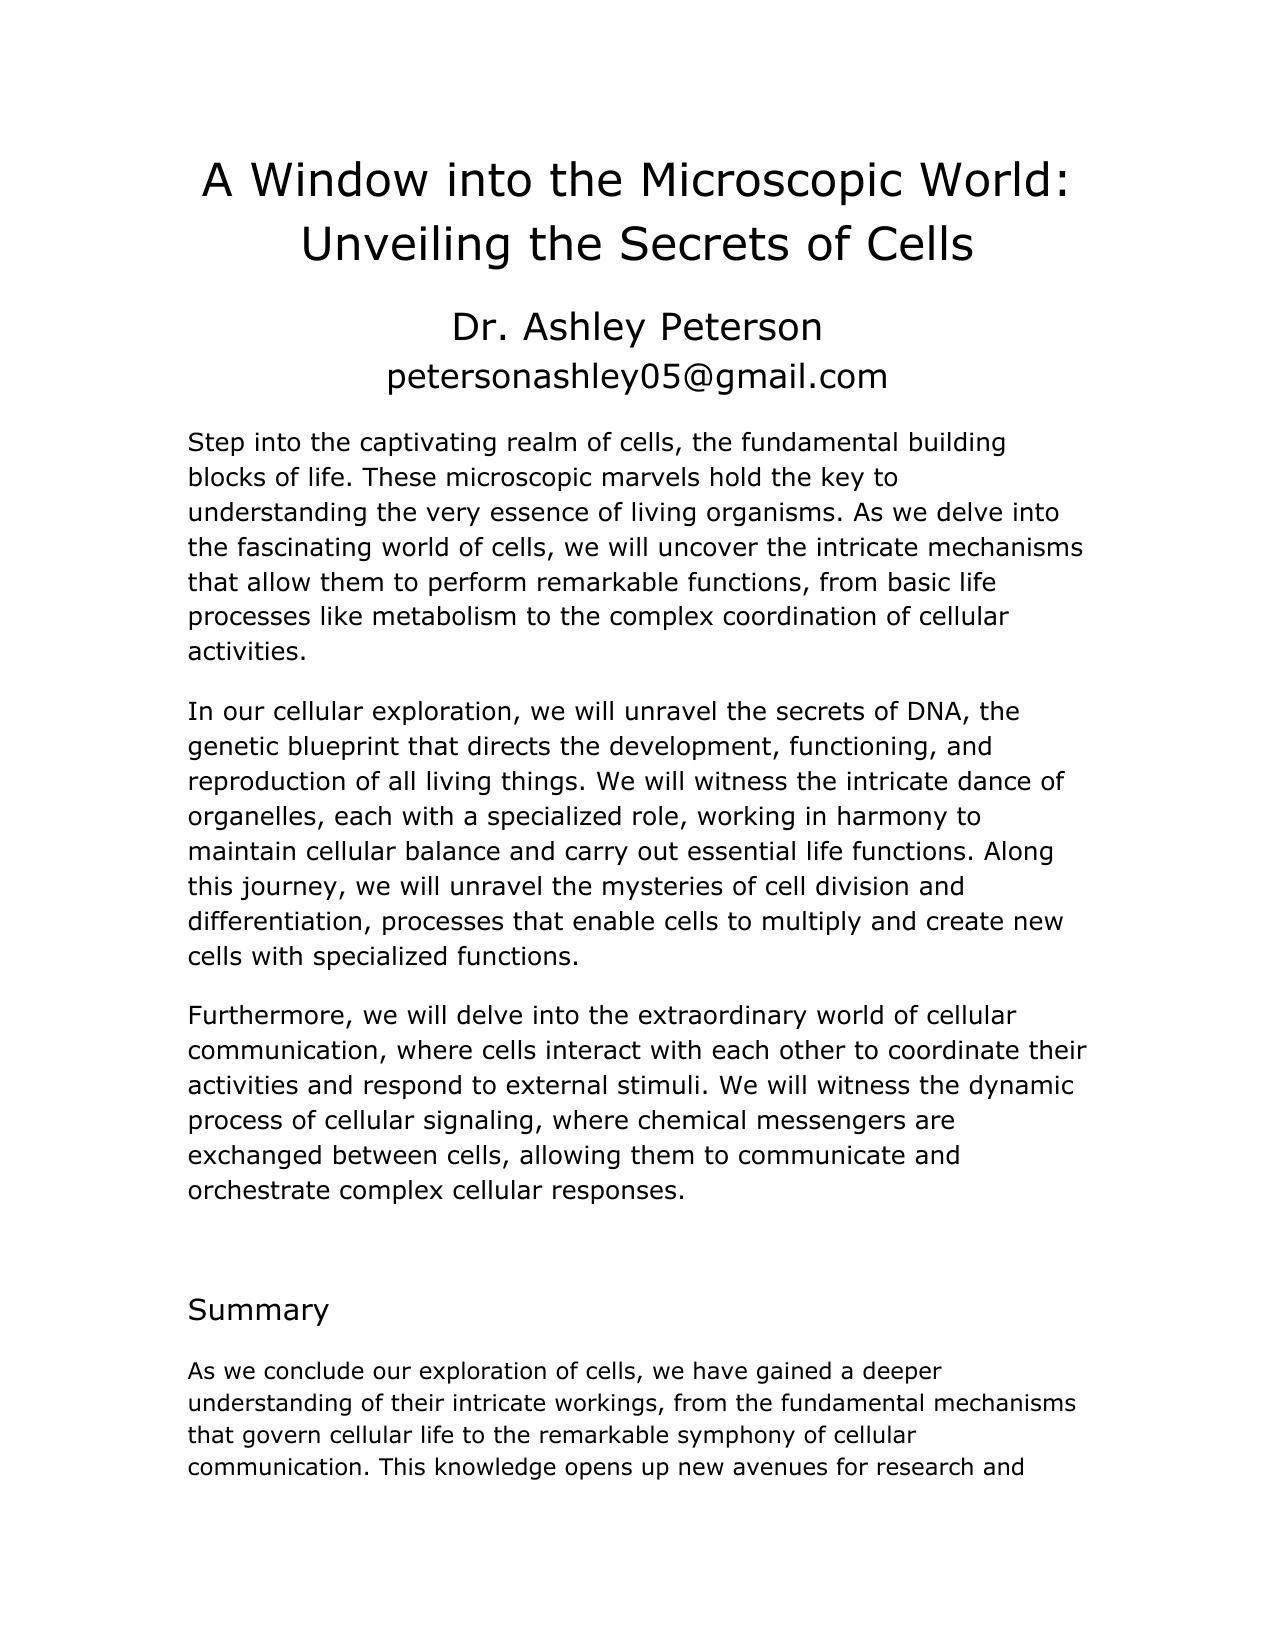 A Window into the Microscopic World:
Unveiling the Secrets of Cells
Dr. Ashley Peterson
petersonashley05@gmail.com
Step into the captivating realm of cells, the fundamental building
blocks of life. These microscopic marvels hold the key to
understanding the very essence of living organisms. As we delve into
the fascinating world of cells, we will uncover the intricate mechanisms
that allow them to perform remarkable functions, from basic life
processes like metabolism to the complex coordination of cellular
activities.
In our cellular exploration, we will unravel the secrets of DNA, the
genetic blueprint that directs the development, functioning, and
reproduction of all living things. We will witness the intricate dance of
organelles, each with a specialized role, working in harmony to
maintain cellular balance and carry out essential life functions. Along
this journey, we will unravel the mysteries of cell division and
differentiation, processes that enable cells to multiply and create new
cells with specialized functions.
Furthermore, we will delve into the extraordinary world of cellular
communication, where cells interact with each other to coordinate their
activities and respond to external stimuli. We will witness the dynamic
process of cellular signaling, where chemical messengers are
exchanged between cells, allowing them to communicate and
orchestrate complex cellular responses.
Summary
As we conclude our exploration of cells, we have gained a deeper
understanding of their intricate workings, from the fundamental mechanisms
that govern cellular life to the remarkable symphony of cellular
communication. This knowledge opens up new avenues for research and